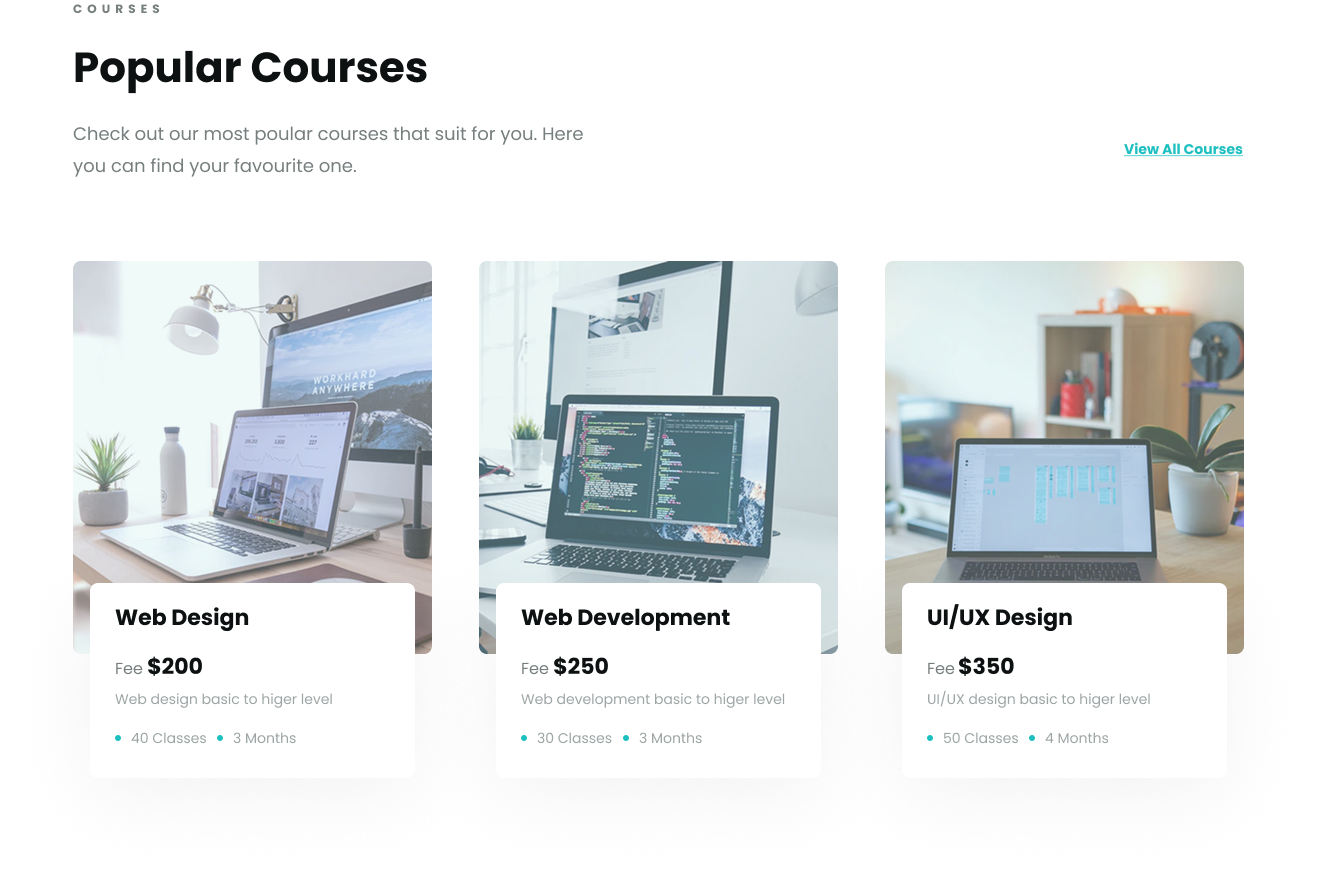 COURSES
Popular Courses
Check out our most poular courses that suit for you. Here
you can find your favourite one.
View All Courses
WORKHARD
ANYWHERE
Web Design
Fee $200
Web design basic to higer level
40 Classes
3 Months
Web Development
Fee $250
Web development basic to higer level
30 Classes
3 Months
UI/UX Design
Fee $350
UI/UX design basic to higer level
50 Classes
4 Months